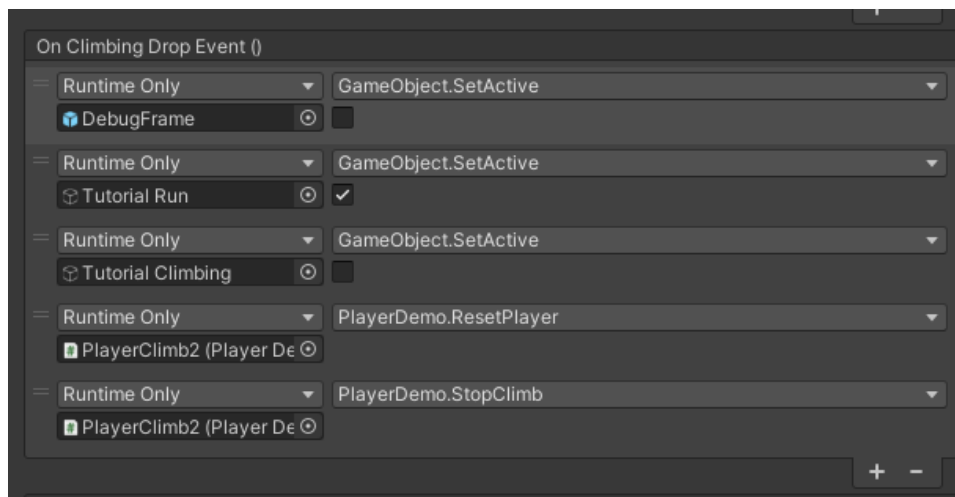 On Climbing Drop Event ()
Runtime Only GameObject.SetActive
DebugFrame
Runtime Only GameObject.SetActive
Tutorial Run
Runtime Only GameObject.SetActive
Tutorial Climbing
Runtime Only PlayerDemo.ResetPlayer
PlayerClimb2 (Player De
Runtime Only PlayerDemo.StopClimb
PlayerClimb2 (Player De